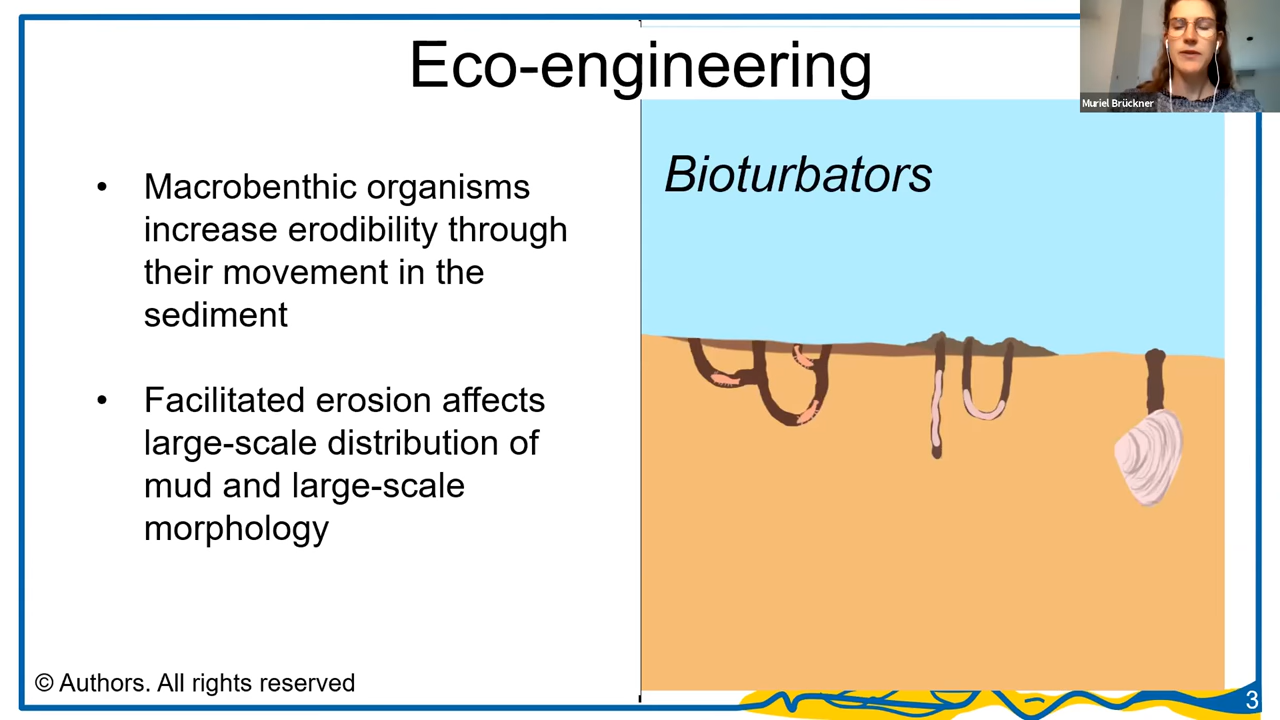 Eco-engineering
Muriel Brückner
• Macrobenthic organisms
increase erodibility through
their movement in the
sediment
• Facilitated erosion affects
large-scale distribution of
mud and large-scale
morphology
Bioturbators
© Authors. All rights reserved
3